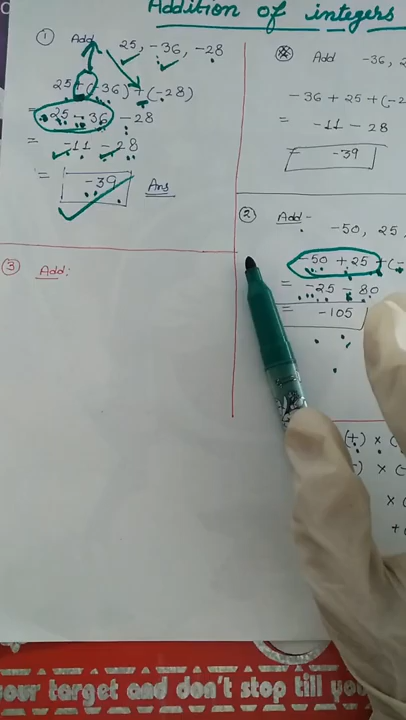 Addition of integers
① Add 25, -36, -28
25 + (-36) + (-28)
= 25 - 36 - 28
= -11 - 28
= -39 Ans
Add -36, 2
-36 + 25 + (-2
= -11 - 28
= -39
② Add - -50, 25,
-50 + 25 + (-
= -25 - 80
= -105
③ Add:
(+) × (
) × (-
× (
+ (
your target and don't stop till you